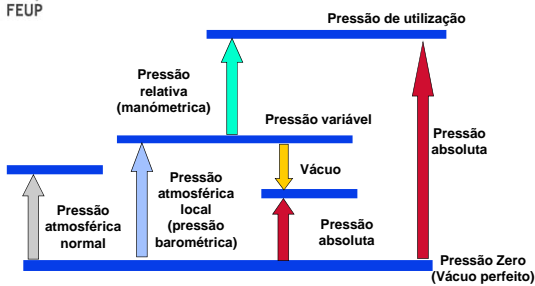 FEUP
Pressão de utilização
Pressão
relativa
(manómetrica)
Pressão variável
Pressão
absoluta
Vácuo
Pressão
atmosférica
normal
Pressão
atmosférica
local
(pressão
barométrica)
Pressão
absoluta
Pressão Zero
(Vácuo perfeito)